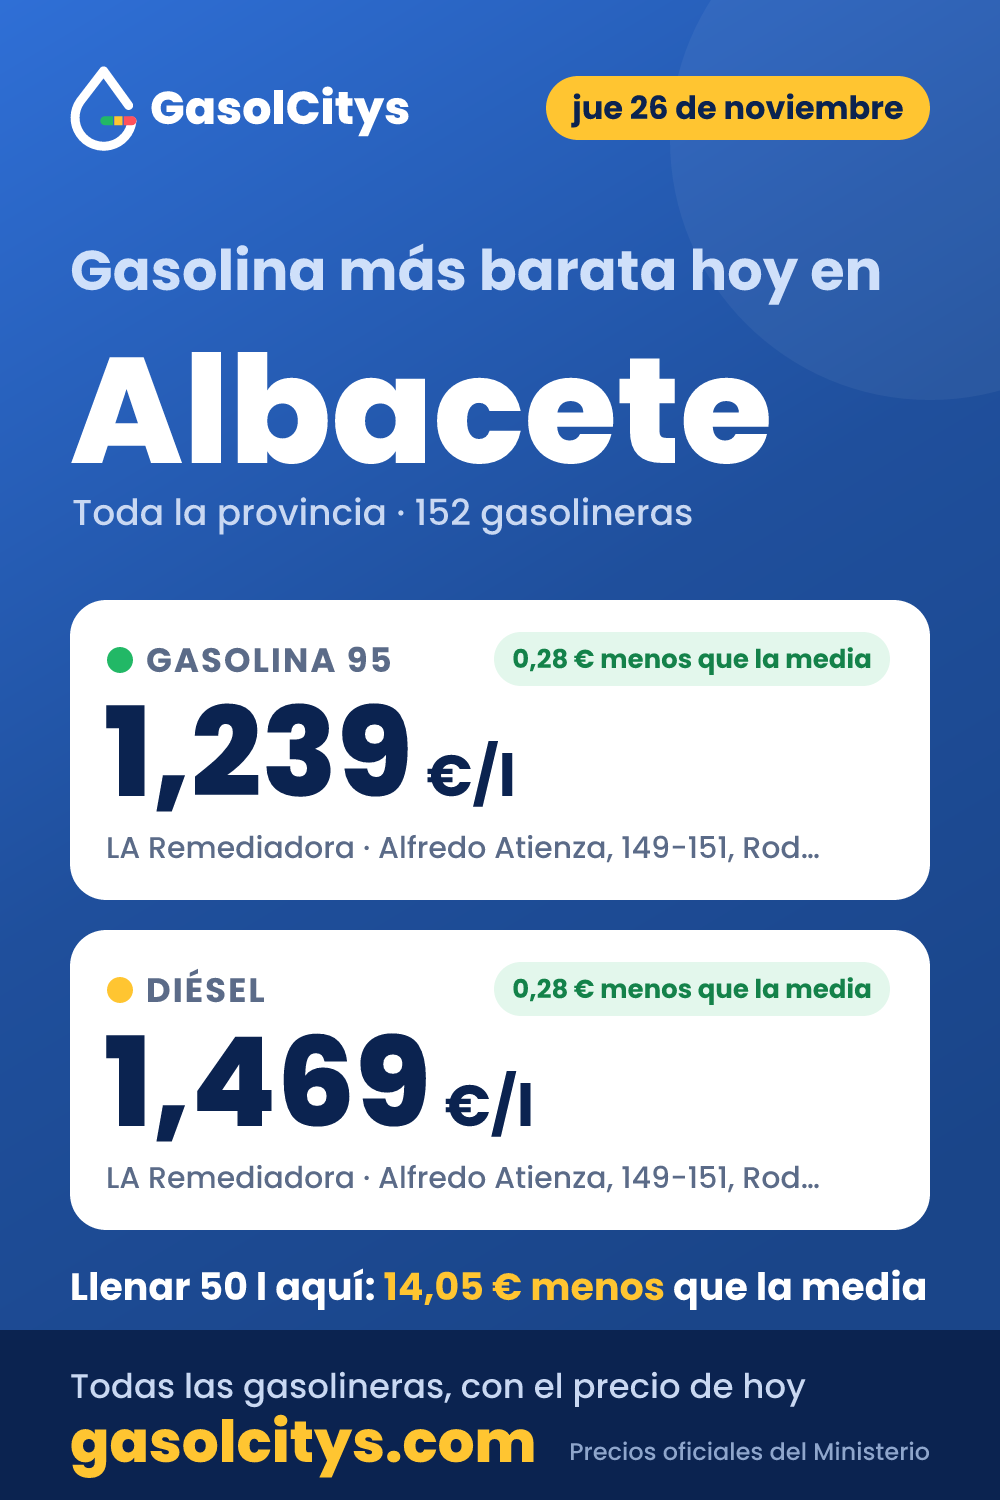 GasolCitys
jue 26 de noviembre
Gasolina más barata hoy en
Albacete
Toda la provincia · 152 gasolineras
GASOLINA 95
0,28 € menos que la media
1,239 €/l
LA Remediadora · Alfredo Atienza, 149-151, Rod...
DIÉSEL
0,28 € menos que la media
1,469 €/l
LA Remediadora · Alfredo Atienza, 149-151, Rod...
Llenar 50 l aquí: 14,05 € menos que la media
Todas las gasolineras, con el precio de hoy
gasolcitys.com
Precios oficiales del Ministerio